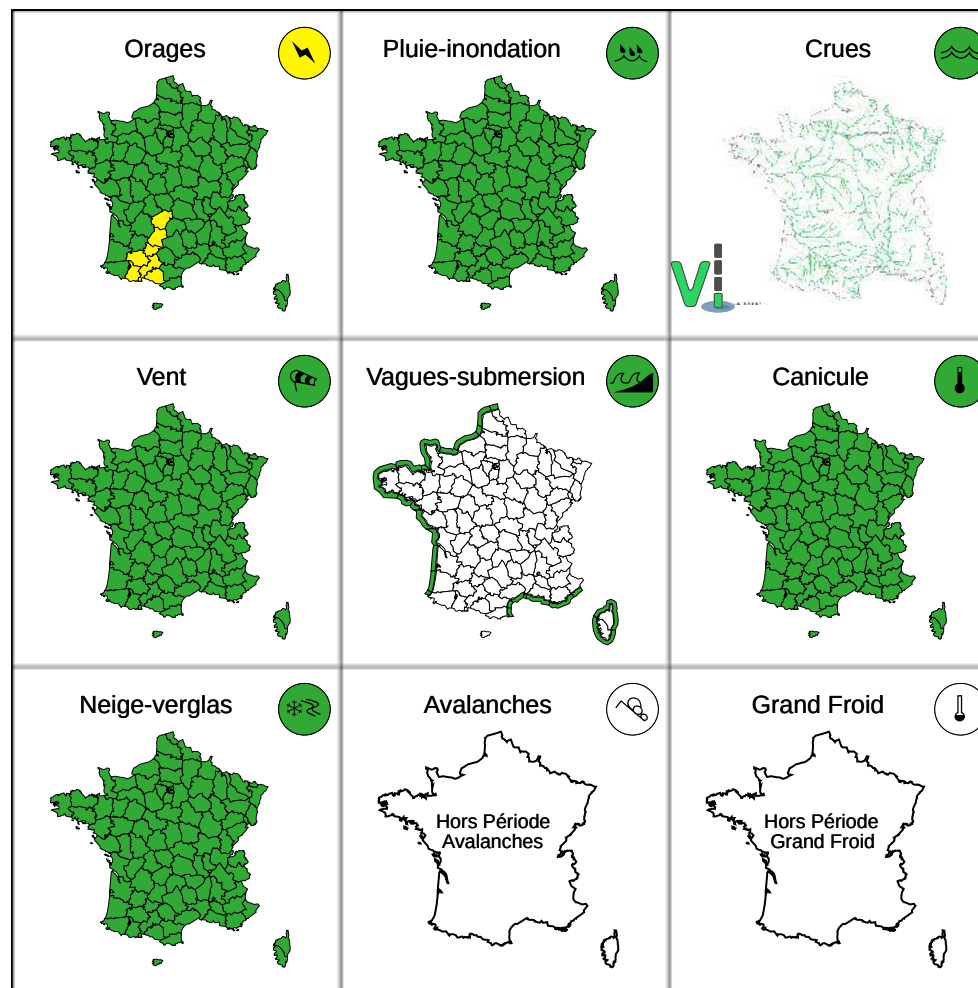 Orages
Pluie-inondation
Crues
Vi
Vent
Vagues-submersion
Canicule
Neige-verglas
Avalanches
Grand Froid
Hors Période
Avalanches
Hors Période
Grand Froid